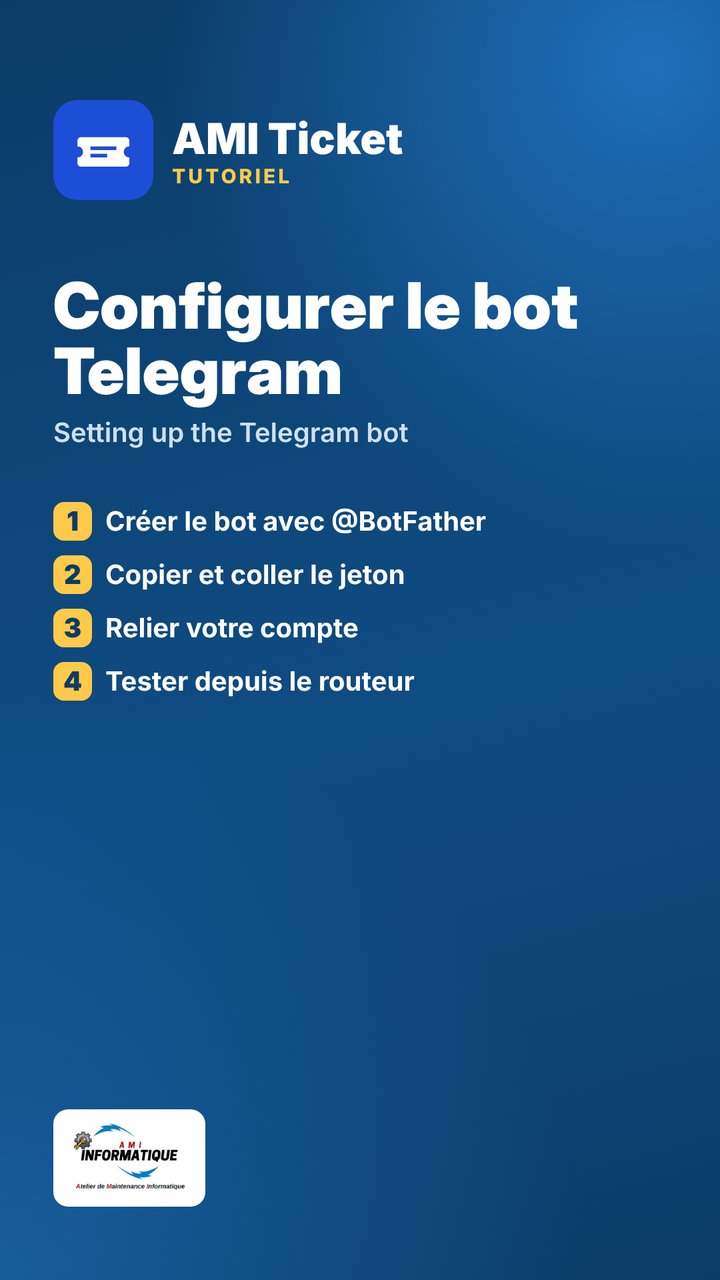 AMI Ticket
TUTORIEL
Configurer le bot
Telegram
Setting up the Telegram bot
1 Créer le bot avec @BotFather
2 Copier et coller le jeton
3 Relier votre compte
4 Tester depuis le routeur
AMI
INFORMATIQUE
Atelier de Maintenance Informatique